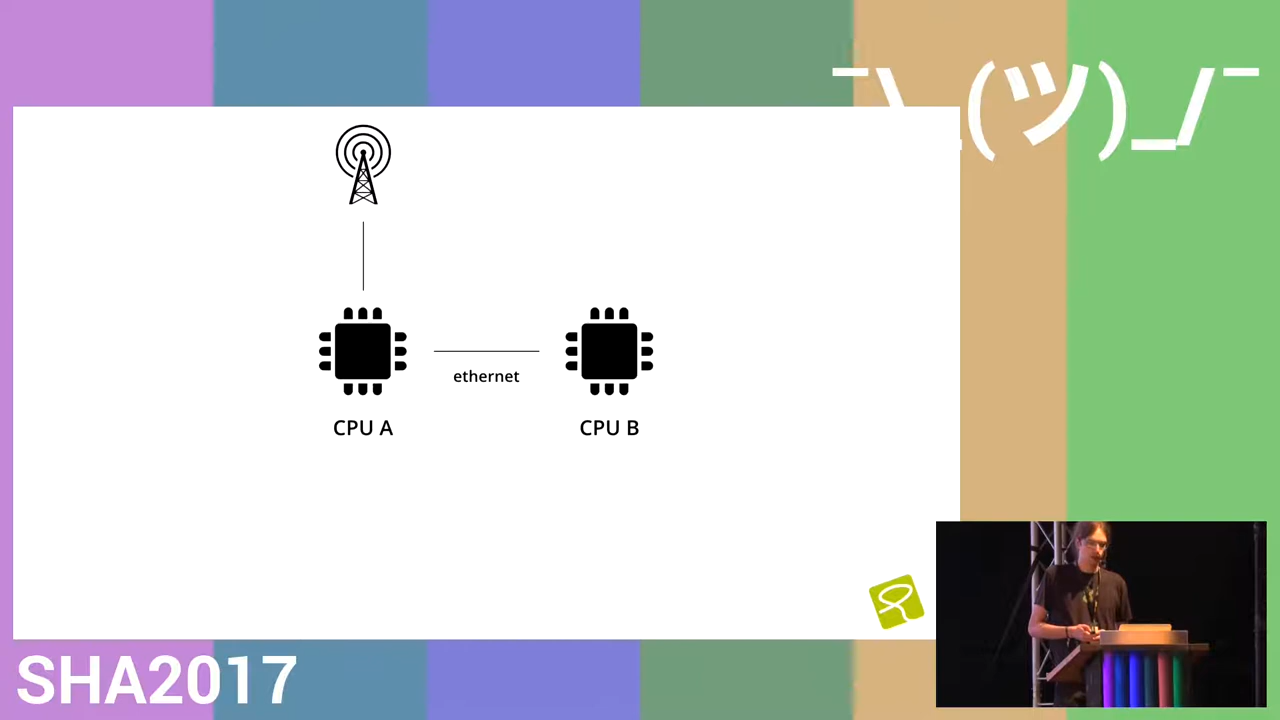 ¯\_(ツ)_/¯
ethernet
CPU A
CPU B
SHA2017